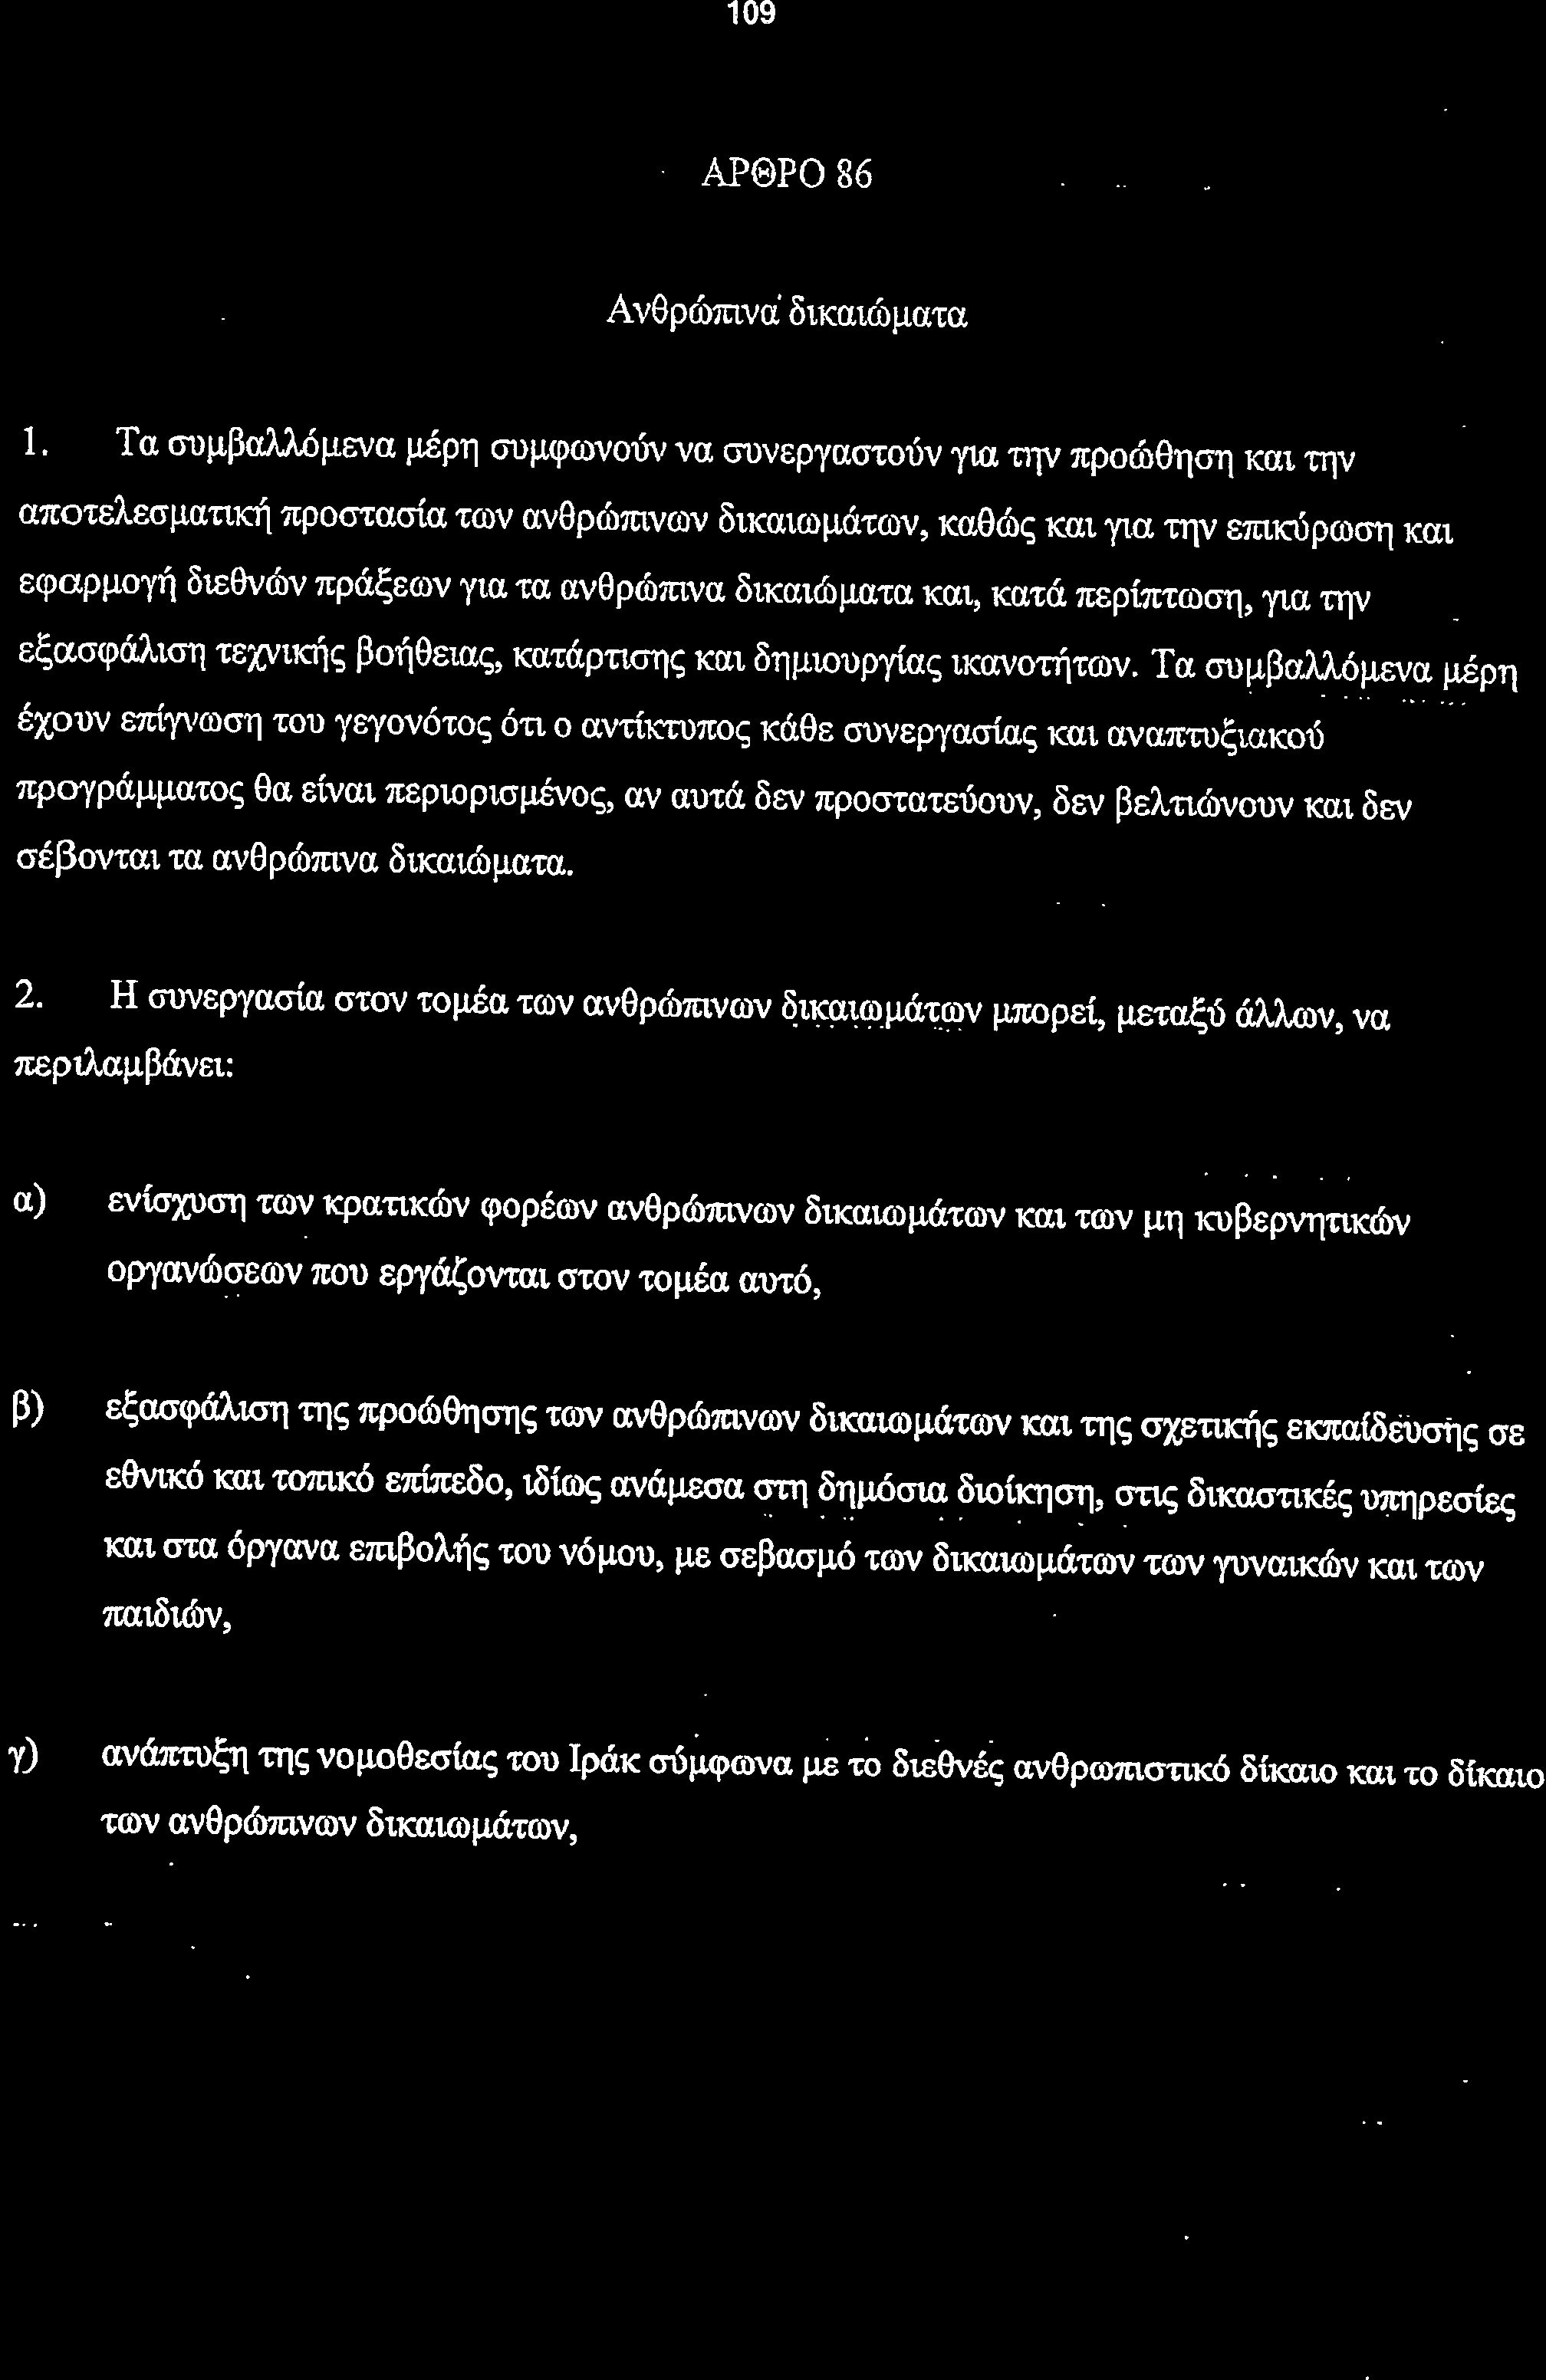 109
ΑΡΘΡΟ 86
Ανθρώπινα δικαιώματα
1. Τα συμβαλλόμενα μέρη συμφωνούν να συνεργαστούν για την προώθηση και την
αποτελεσματική προστασία των ανθρώπινων δικαιωμάτων, καθώς και για την επικύρωση και
εφαρμογή διεθνών πράξεων για τα ανθρώπινα δικαιώματα και, κατά περίπτωση, για την
εξασφάλιση τεχνικής βοήθειας, κατάρτισης και δημιουργίας ικανοτήτων. Τα συμβαλλόμενα μέρη
έχουν επίγνωση του γεγονότος ότι ο αντίκτυπος κάθε συνεργασίας και αναπτυξιακού
προγράμματος θα είναι περιορισμένος, αν αυτά δεν προστατεύουν, δεν βελτιώνουν και δεν
σέβονται τα ανθρώπινα δικαιώματα.
2. Η συνεργασία στον τομέα των ανθρώπινων δικαιωμάτων μπορεί, μεταξύ άλλων, να
περιλαμβάνει:
α) ενίσχυση των κρατικών φορέων ανθρώπινων δικαιωμάτων και των μη κυβερνητικών
οργανώσεων που εργάζονται στον τομέα αυτό,
β) εξασφάλιση της προώθησης των ανθρώπινων δικαιωμάτων και της σχετικής εκπαίδευσης σε
εθνικό και τοπικό επίπεδο, ιδίως ανάμεσα στη δημόσια διοίκηση, στις δικαστικές υπηρεσίες
και στα όργανα επιβολής του νόμου, με σεβασμό των δικαιωμάτων των γυναικών και των
παιδιών,
γ) ανάπτυξη της νομοθεσίας του Ιράκ σύμφωνα με το διεθνές ανθρωπιστικό δίκαιο και το δίκαιο
των ανθρώπινων δικαιωμάτων,